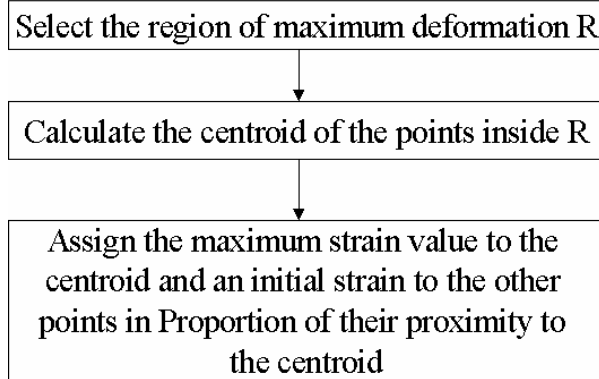 Select the region of maximum deformation R
Calculate the centroid of the points inside R
Assign the maximum strain value to the
centroid and an initial strain to the other
points in Proportion of their proximity to
the centroid